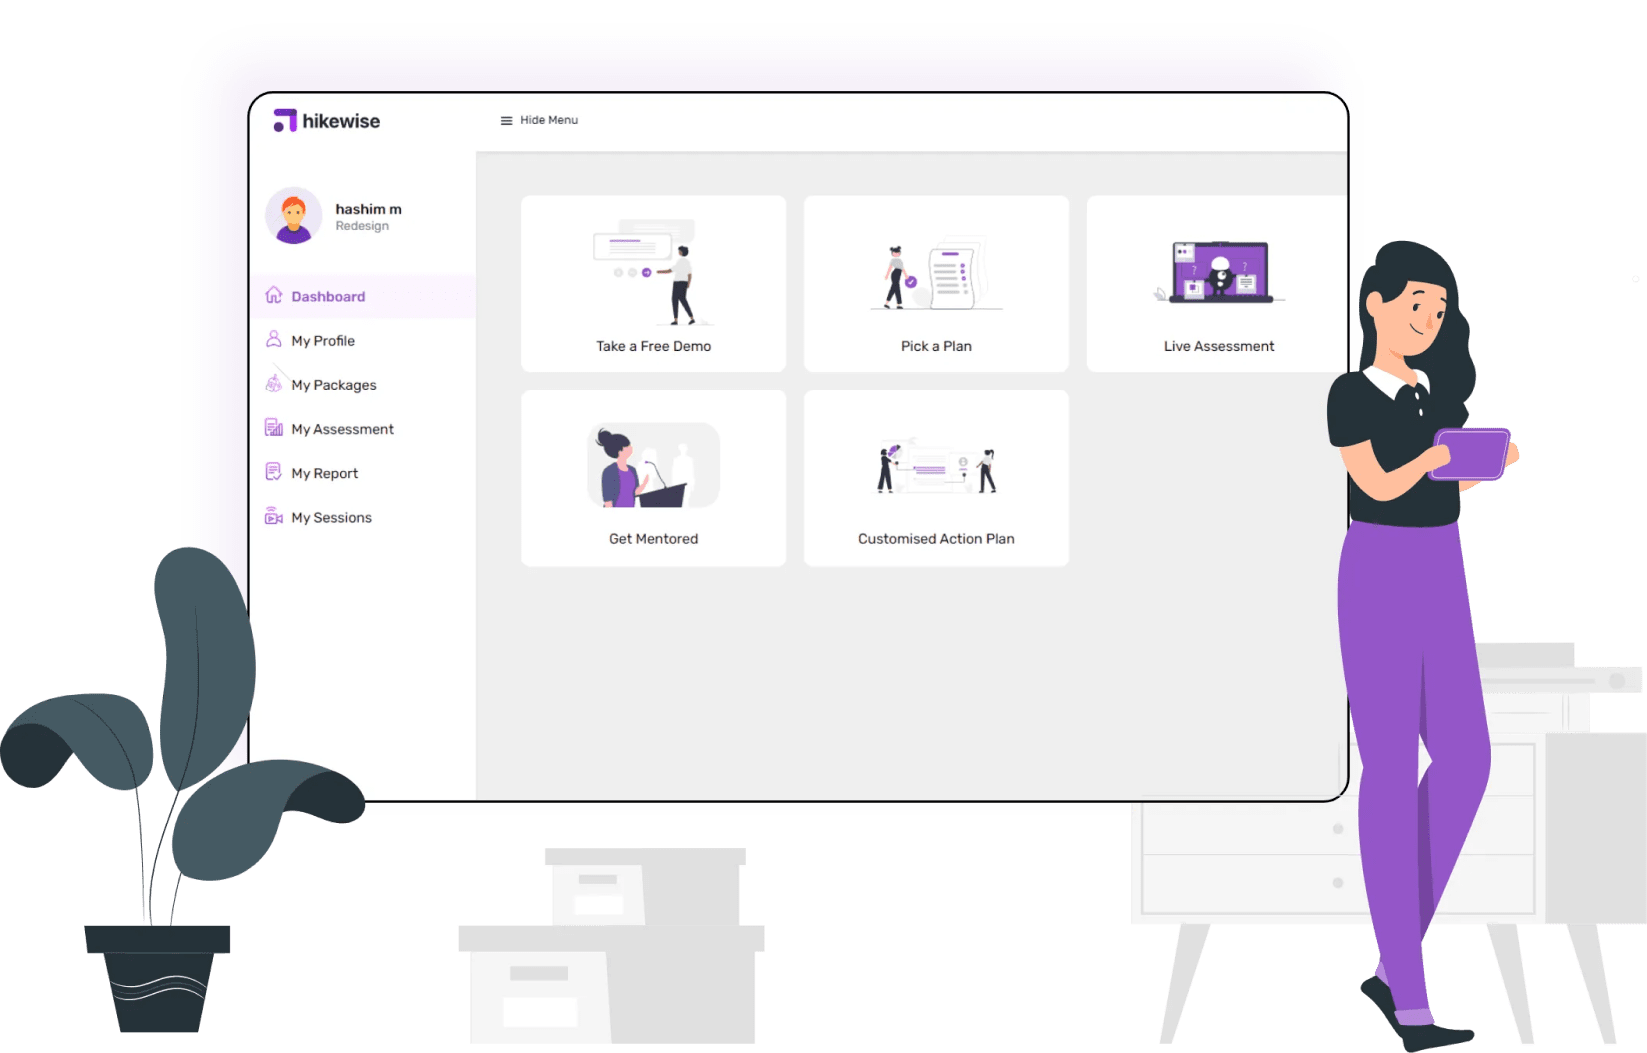 hikewise
Hide Menu
hashim m
Redesign
Dashboard
My Profile
My Packages
My Assessment
My Report
My Sessions
Take a Free Demo
Pick a Plan
Live Assessment
Get Mentored
Customised Action Plan